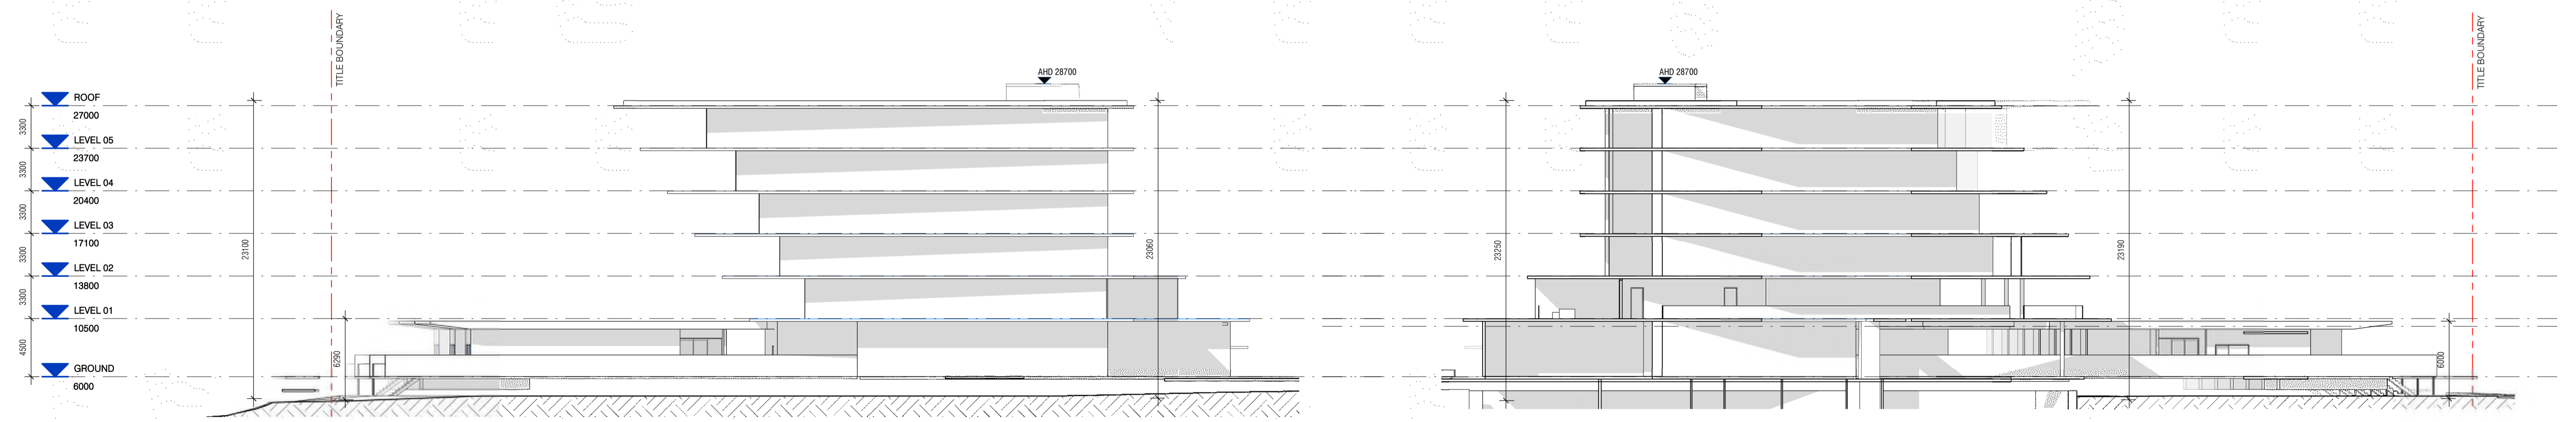 TITLE BOUNDARY
TITLE BOUNDARY
AHD 28700
AHD 28700
ROOF
27000
3300
LEVEL 05
23700
3300
LEVEL 04
20400
3300
LEVEL 03
17100
3300
LEVEL 02
13800
3300
LEVEL 01
10500
4500
GROUND
6000
23100
6290
23060
23250
23190
6000